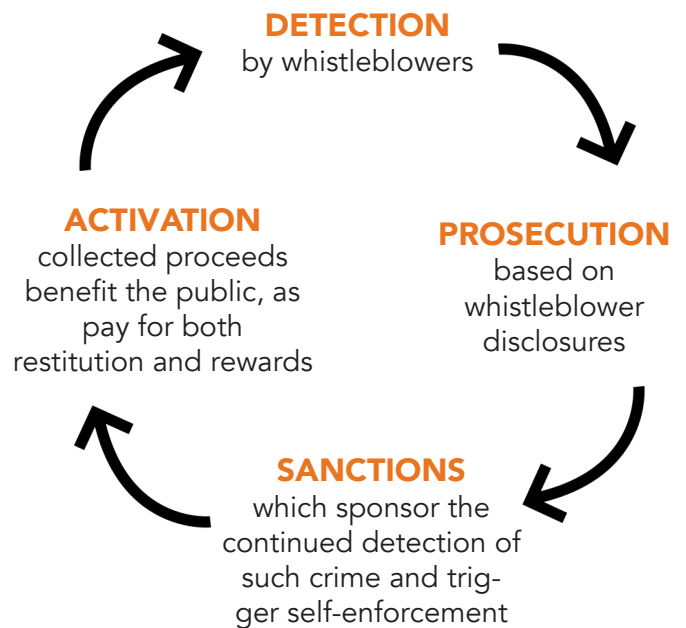 DETECTION
by whistleblowers
PROSECUTION
based on
whistleblower
disclosures
SANCTIONS
which sponsor the
continued detection of
such crime and trig-
ger self-enforcement
ACTIVATION
collected proceeds
benefit the public, as
pay for both
restitution and rewards